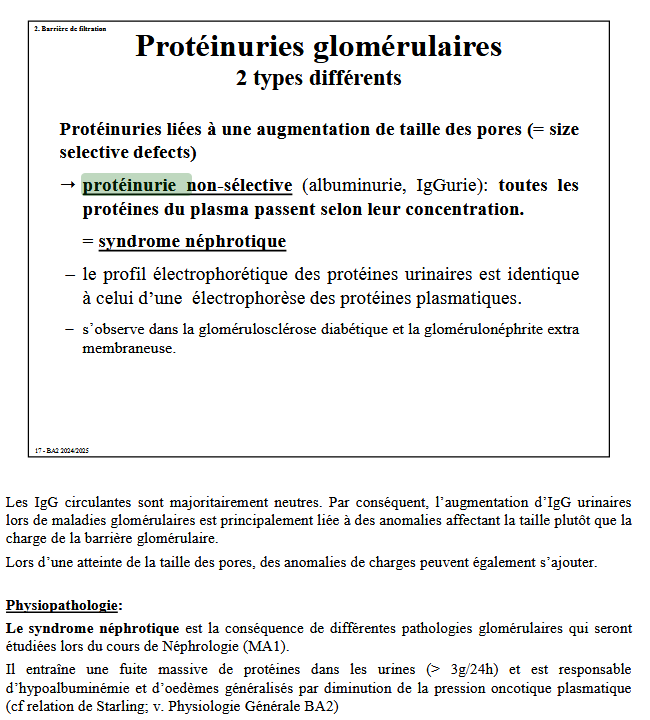 2. Barrière de filtration
Protéinuries glomérulaires
2 types différents
Protéinuries liées à une augmentation de taille des pores (= size
selective defects)
→ protéinurie non-sélective (albuminurie, IgGurie): toutes les
protéines du plasma passent selon leur concentration.
= syndrome néphrotique
– le profil électrophorétique des protéines urinaires est identique
à celui d’une électrophorèse des protéines plasmatiques.
– s’observe dans la glomérulosclérose diabétique et la glomérulonéphrite extra
membraneuse.
17 - BA2 2024/2025
Les IgG circulantes sont majoritairement neutres. Par conséquent, l’augmentation d’IgG urinaires
lors de maladies glomérulaires est principalement liée à des anomalies affectant la taille plutôt que la
charge de la barrière glomérulaire.
Lors d’une atteinte de la taille des pores, des anomalies de charges peuvent également s’ajouter.
Physiopathologie:
Le syndrome néphrotique est la conséquence de différentes pathologies glomérulaires qui seront
étudiées lors du cours de Néphrologie (MA1).
Il entraîne une fuite massive de protéines dans les urines (> 3g/24h) et est responsable
d’hypoalbuminémie et d’oedèmes généralisés par diminution de la pression oncotique plasmatique
(cf relation de Starling; v. Physiologie Générale BA2)